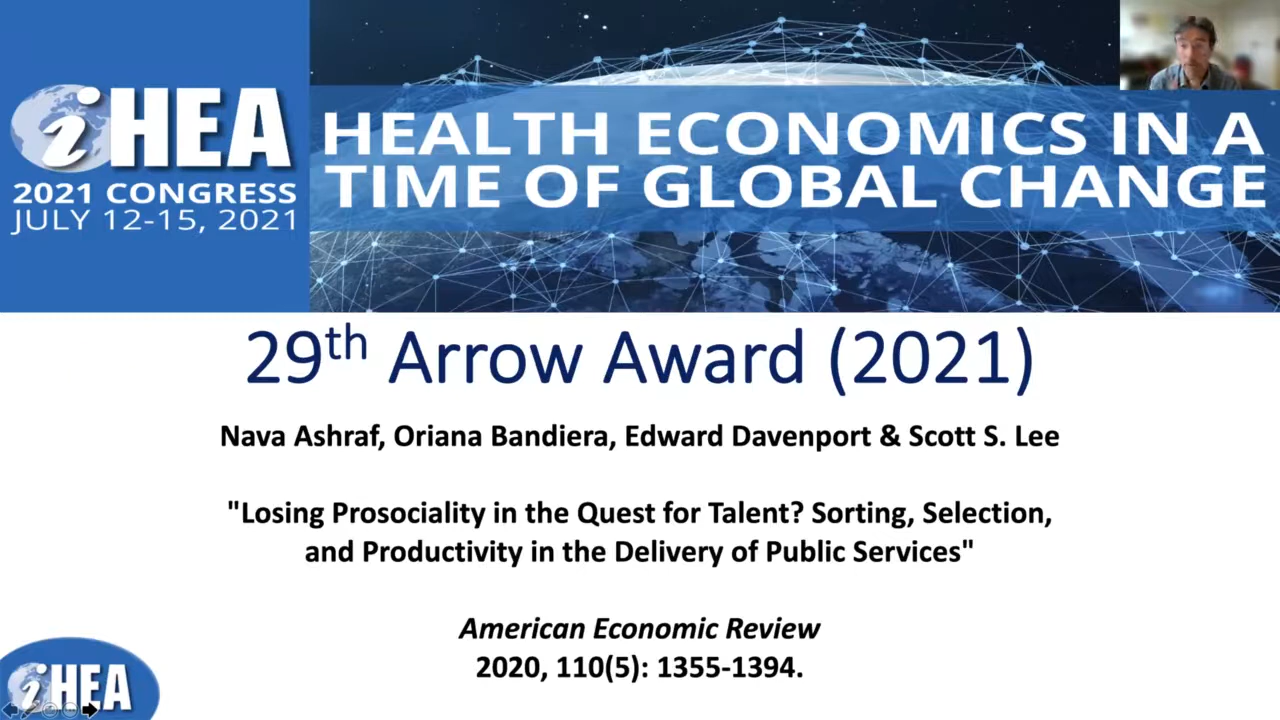 iHEA
2021 CONGRESS
JULY 12-15, 2021
HEALTH ECONOMICS IN A
TIME OF GLOBAL CHANGE
29th Arrow Award (2021)
Nava Ashraf, Oriana Bandiera, Edward Davenport & Scott S. Lee
"Losing Prosociality in the Quest for Talent? Sorting, Selection,
and Productivity in the Delivery of Public Services"
American Economic Review
2020, 110(5): 1355-1394.
iHEA